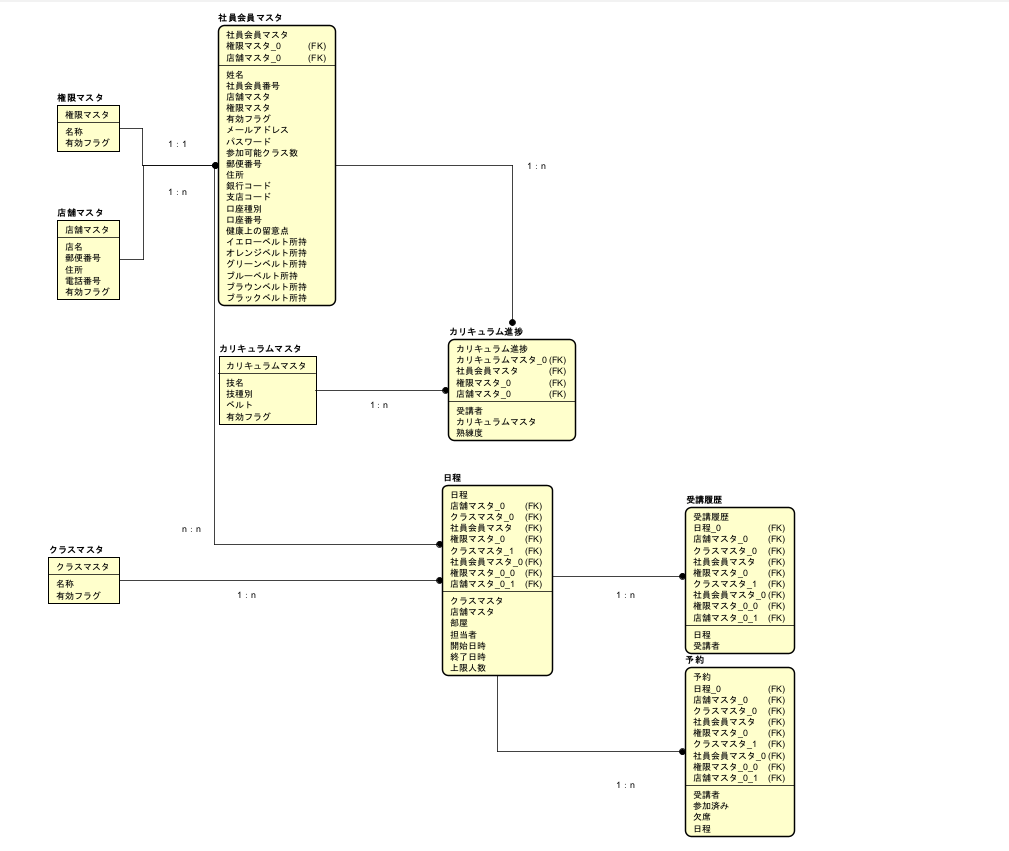 社員会員マスタ
社員会員マスタ
権限マスタ_0 (FK)
店舗マスタ_0 (FK)
姓名
社員会員番号
店舗マスタ
権限マスタ
有効フラグ
メールアドレス
パスワード
参加可能クラス数
郵便番号
住所
銀行コード
支店コード
口座種別
口座番号
健康上の留意点
イエローベルト所持
オレンジベルト所持
グリーンベルト所持
ブルーベルト所持
ブラウンベルト所持
ブラックベルト所持
権限マスタ
権限マスタ
名称
有効フラグ
1:1
1:n
1:n
店舗マスタ
店舗マスタ
店名
郵便番号
住所
電話番号
有効フラグ
カリキュラムマスタ
カリキュラムマスタ
技名
技種別
ベルト
有効フラグ
1:n
カリキュラム進捗
カリキュラム進捗
カリキュラムマスタ_0 (FK)
社員会員マスタ (FK)
権限マスタ_0 (FK)
店舗マスタ_0 (FK)
受講者
カリキュラムマスタ
熟練度
n:n
クラスマスタ
クラスマスタ
名称
有効フラグ
1:n
日程
日程
店舗マスタ_0 (FK)
クラスマスタ_0 (FK)
社員会員マスタ (FK)
権限マスタ_0 (FK)
クラスマスタ_1 (FK)
社員会員マスタ_0 (FK)
権限マスタ_0_0 (FK)
店舗マスタ_0_1 (FK)
クラスマスタ
店舗マスタ
部屋
担当者
開始日時
終了日時
上限人数
1:n
受講履歴
受講履歴
日程_0 (FK)
店舗マスタ_0 (FK)
クラスマスタ_0 (FK)
社員会員マスタ (FK)
権限マスタ_0 (FK)
クラスマスタ_1 (FK)
社員会員マスタ_0 (FK)
権限マスタ_0_0 (FK)
店舗マスタ_0_1 (FK)
日程
受講者
予約
予約
日程_0 (FK)
店舗マスタ_0 (FK)
クラスマスタ_0 (FK)
社員会員マスタ (FK)
権限マスタ_0 (FK)
クラスマスタ_1 (FK)
社員会員マスタ_0 (FK)
権限マスタ_0_0 (FK)
店舗マスタ_0_1 (FK)
受講者
参加済み
欠席
日程
1:n